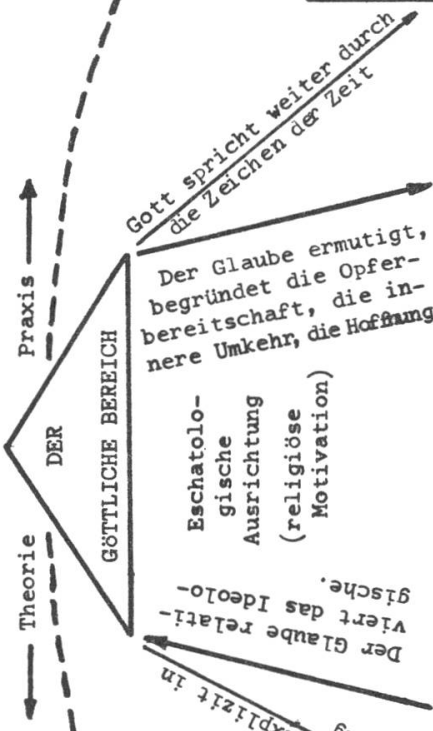 ← Theorie
Praxis →
DER
GÖTTLICHE BEREICH
Gott spricht weiter durch
die Zeichen der Zeit
Der Glaube ermutigt,
begründet die Opfer-
bereitschaft, die in-
nere Umkehr, die Hoffnung
Eschatolo-
gische
Ausrichtung
(religiöse
Motivation)
Der Glaube relati-
viert das Ideolo-
gische.